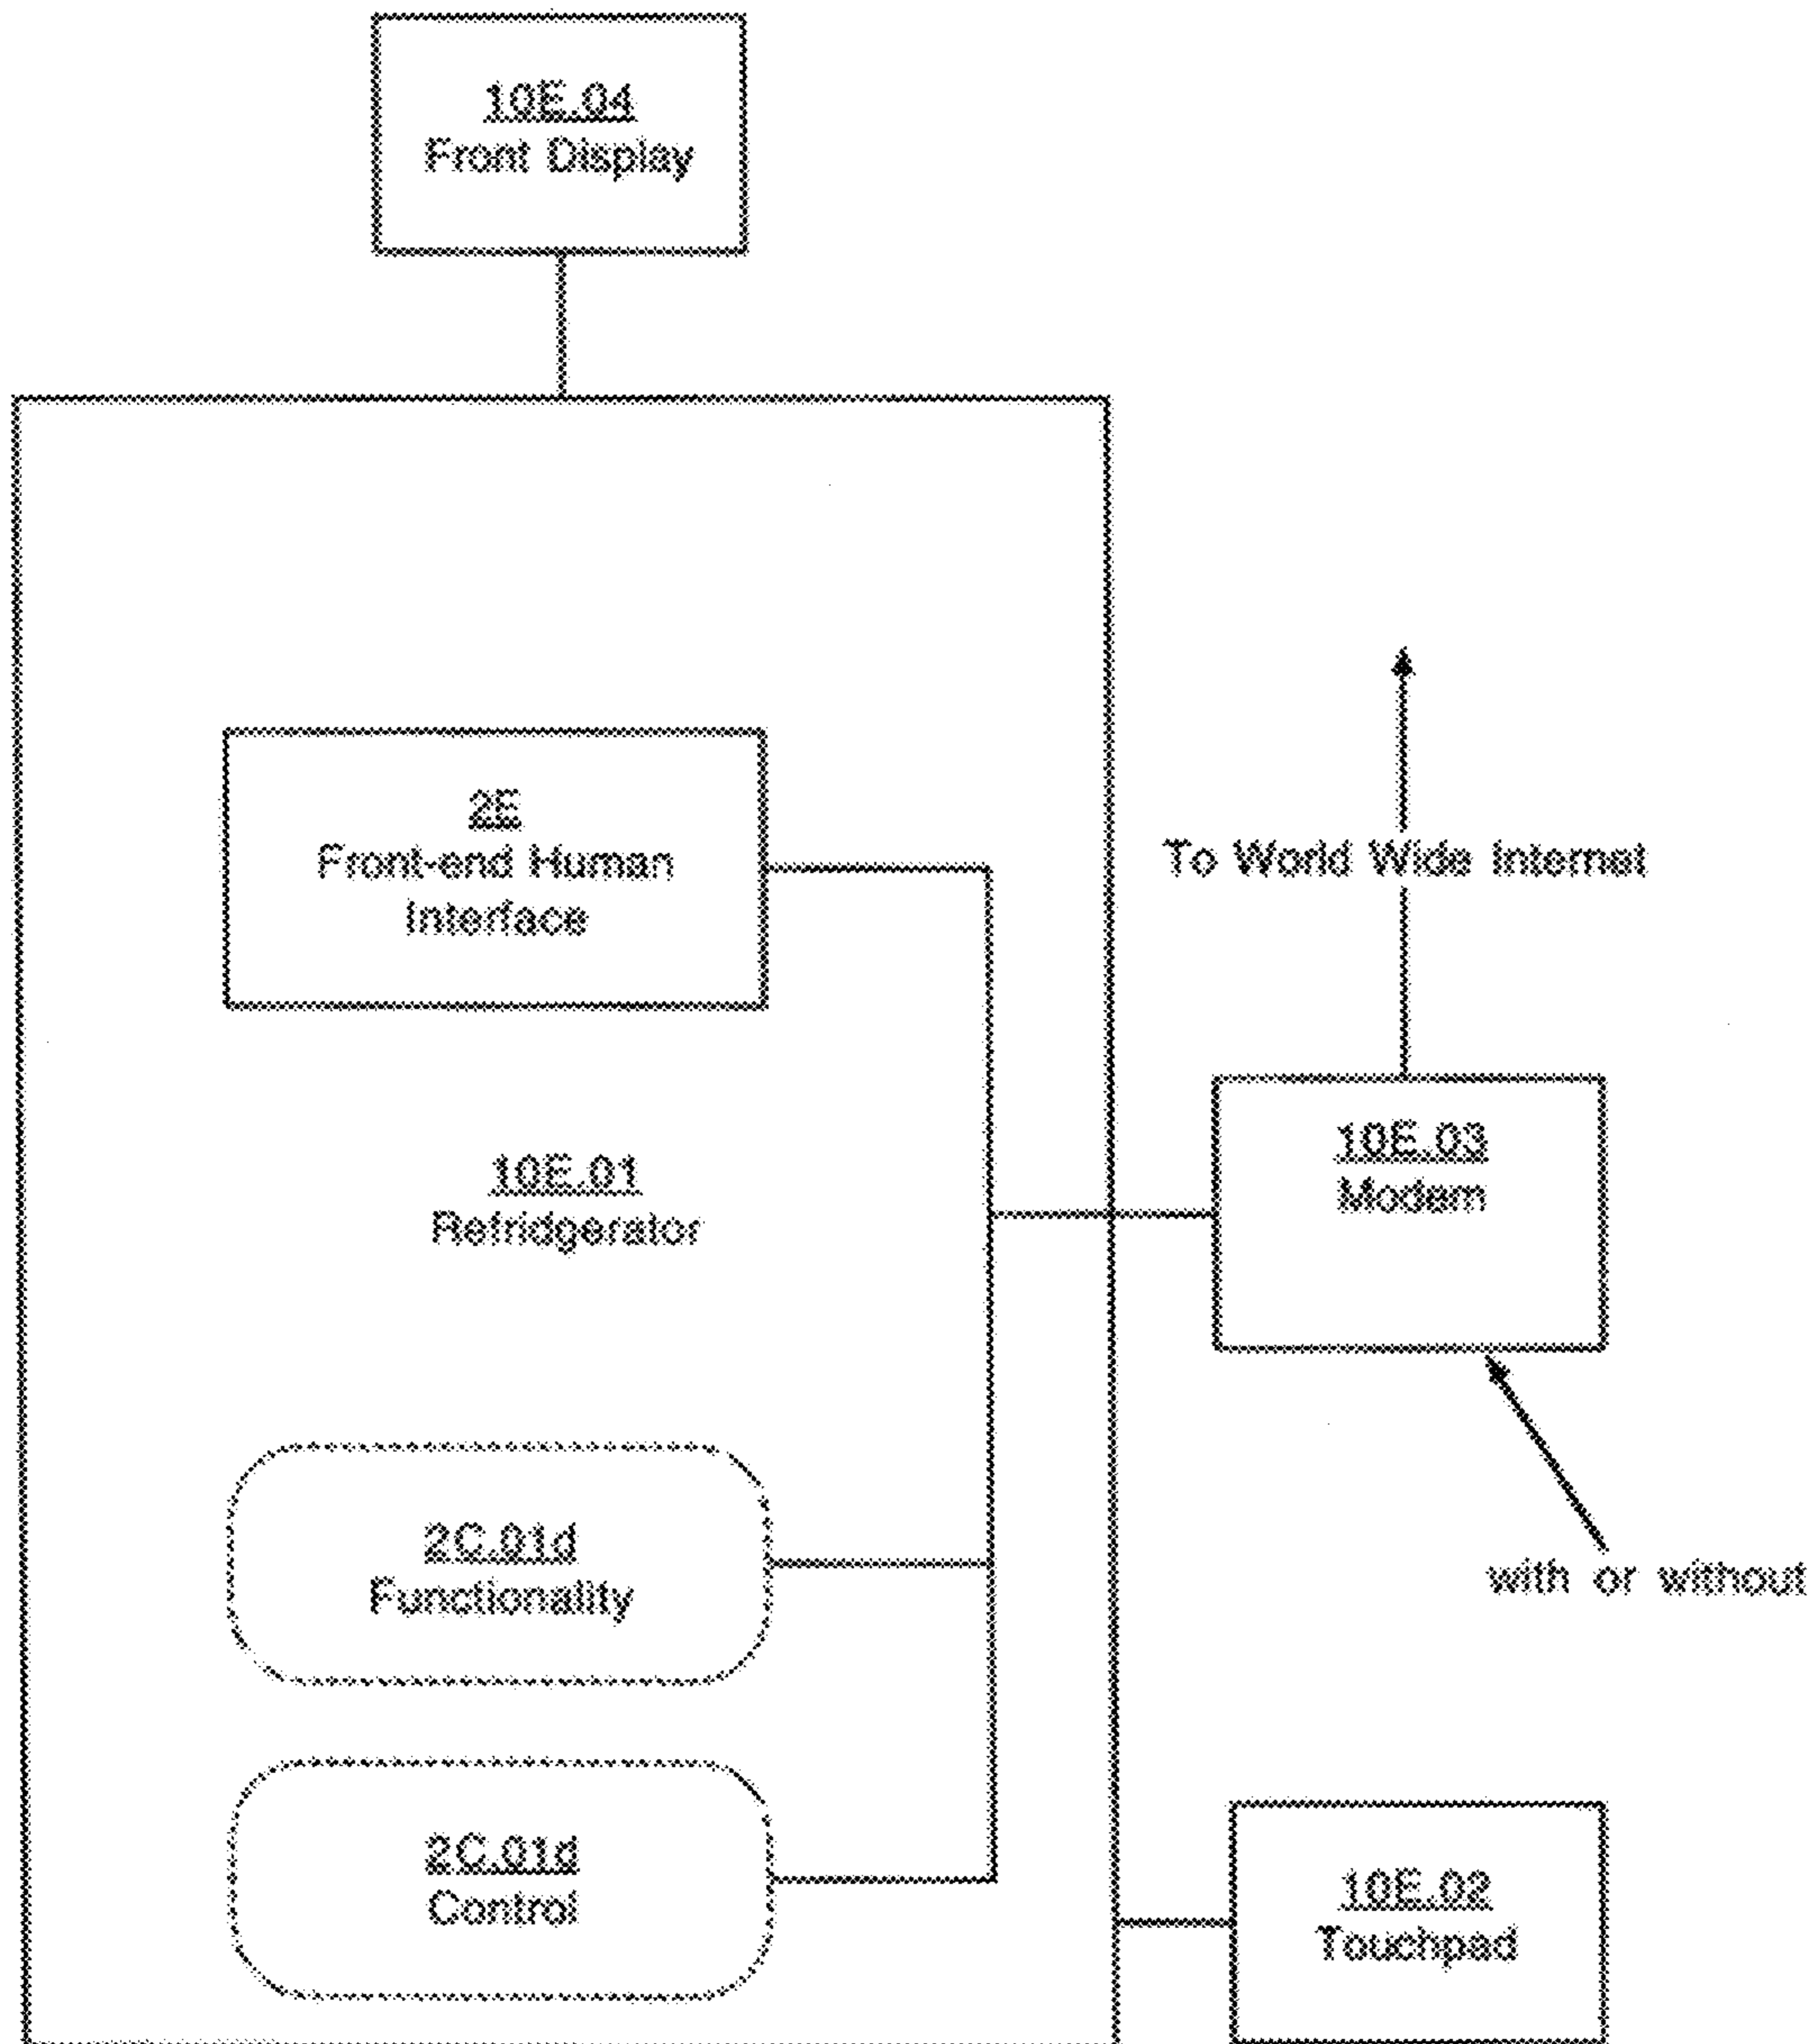 10E.04
Front Display
2E
Front-end Human
Interface
To World Wide Internet
10E.01
Refridgerator
10E.03
Modem
2C.01d
Functionality
with or without
2C.01d
Control
10E.02
Touchpad